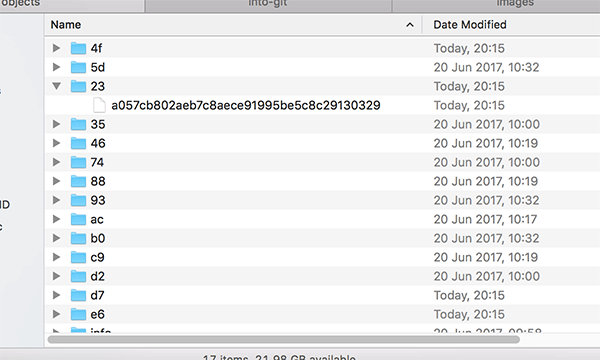 objects into-git images
Name Date Modified
4f Today, 20:15
5d 20 Jun 2017, 10:32
23 Today, 20:15
a057cb802aeb7c8aece91995be5c8c29130329 Today, 20:15
35 20 Jun 2017, 10:00
46 20 Jun 2017, 10:19
74 20 Jun 2017, 10:00
88 20 Jun 2017, 10:19
93 20 Jun 2017, 10:32
ac 20 Jun 2017, 10:17
b0 20 Jun 2017, 10:32
c9 20 Jun 2017, 10:19
d2 20 Jun 2017, 10:00
d7 Today, 20:15
e6 Today, 20:15
info 20 Jun 2017, 09:58
17 items, 21.98 GB available